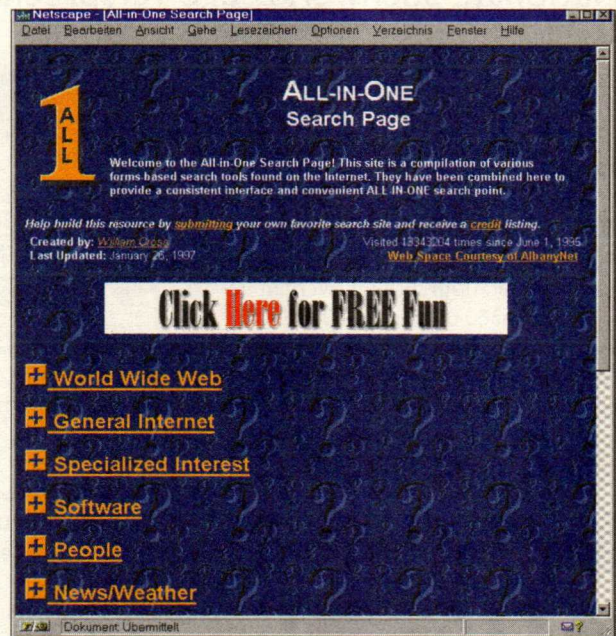 Netscape - [All-in-One Search Page]
Datei Bearbeiten Ansicht Gehe Lesezeichen Optionen Verzeichnis Fenster Hilfe
1
ALL
ALL-IN-ONE
Search Page
Welcome to the All-in-One Search Page! This site is a compilation of various
forms-based search tools found on the Internet. They have been combined here to
provide a consistent interface and convenient ALL-IN-ONE search point.
Help build this resource by submitting your own favorite search site and receive a credit listing.
Created by: William Cross
Visited 13343204 times since June 1, 1995
Last Updated: January 26, 1997
Web Space Courtesy of AlbanyNet
Click Here for FREE Fun
World Wide Web
General Internet
Specialized Interest
Software
People
News/Weather
Dokument: Übermittelt